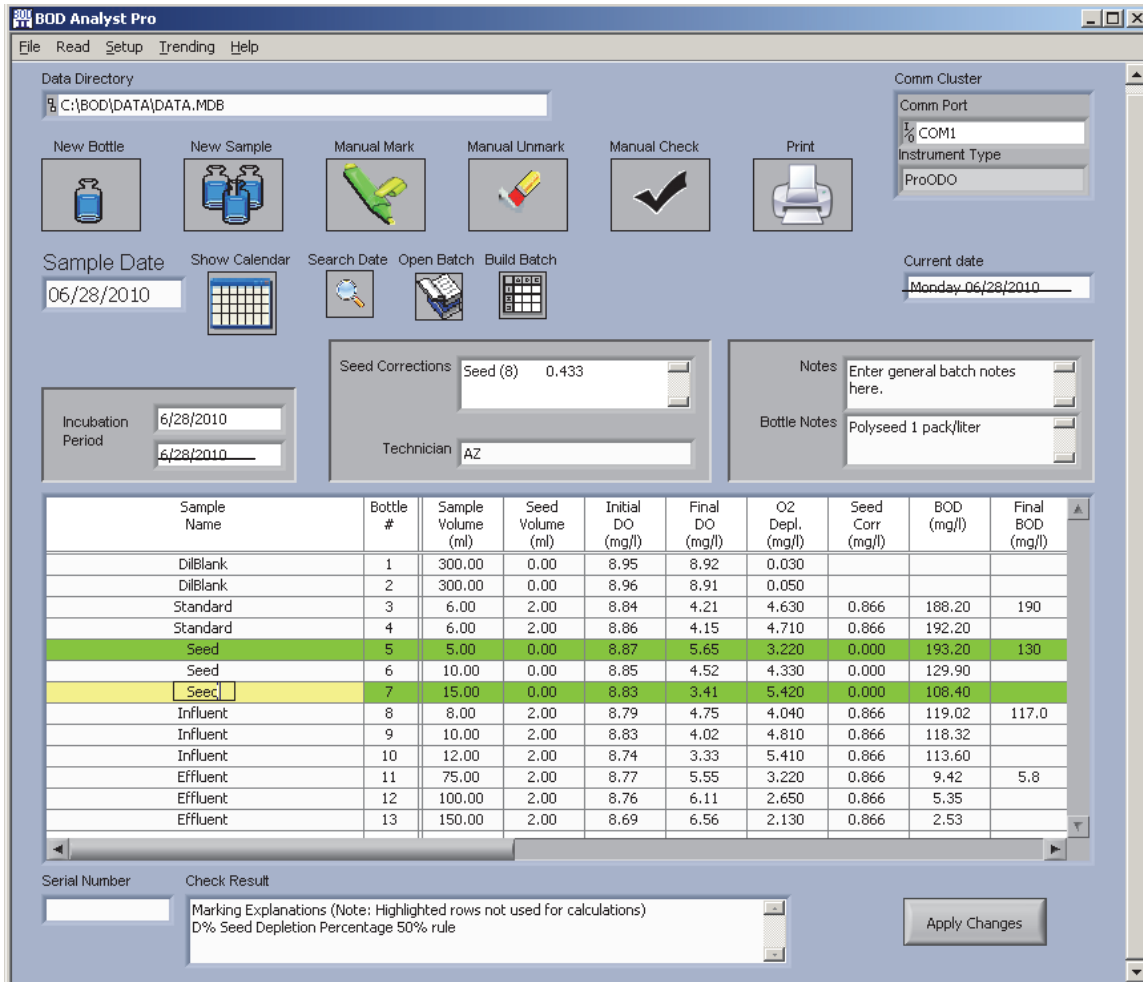 BOD Analyst Pro
File Read Setup Trending Help
Data Directory
C:\BOD\DATA\DATA.MDB
Comm Cluster
Comm Port
COM1
Instrument Type
ProODO
New Bottle New Sample Manual Mark Manual Unmark Manual Check Print
Sample Date
06/28/2010
Show Calendar Search Date Open Batch Build Batch
Current date
Monday 06/28/2010
Incubation Period
6/28/2010
6/28/2010
Seed Corrections
Seed (8) 0.433
Technician AZ
Notes
Enter general batch notes
here.
Bottle Notes
Polyseed 1 pack/liter
Sample Bottle Sample Seed Initial Final O2 Seed BOD Final
Name # Volume Volume DO DO Depl. Corr (mg/l) BOD
(ml) (ml) (mg/l) (mg/l) (mg/l) (mg/l) (mg/l)
DilBlank 1 300.00 0.00 8.95 8.92 0.030
DilBlank 2 300.00 0.00 8.96 8.91 0.050
Standard 3 6.00 2.00 8.84 4.21 4.630 0.866 188.20 190
Standard 4 6.00 2.00 8.86 4.15 4.710 0.866 192.20
Seed 5 5.00 0.00 8.87 5.65 3.220 0.000 193.20 130
Seed 6 10.00 0.00 8.85 4.52 4.330 0.000 129.90
Seed 7 15.00 0.00 8.83 3.41 5.420 0.000 108.40
Influent 8 8.00 2.00 8.79 4.75 4.040 0.866 119.02 117.0
Influent 9 10.00 2.00 8.83 4.02 4.810 0.866 118.32
Influent 10 12.00 2.00 8.74 3.33 5.410 0.866 113.60
Effluent 11 75.00 2.00 8.77 5.55 3.220 0.866 9.42 5.8
Effluent 12 100.00 2.00 8.76 6.11 2.650 0.866 5.35
Effluent 13 150.00 2.00 8.69 6.56 2.130 0.866 2.53
Serial Number Check Result
Marking Explanations (Note: Highlighted rows not used for calculations)
D% Seed Depletion Percentage 50% rule
Apply Changes